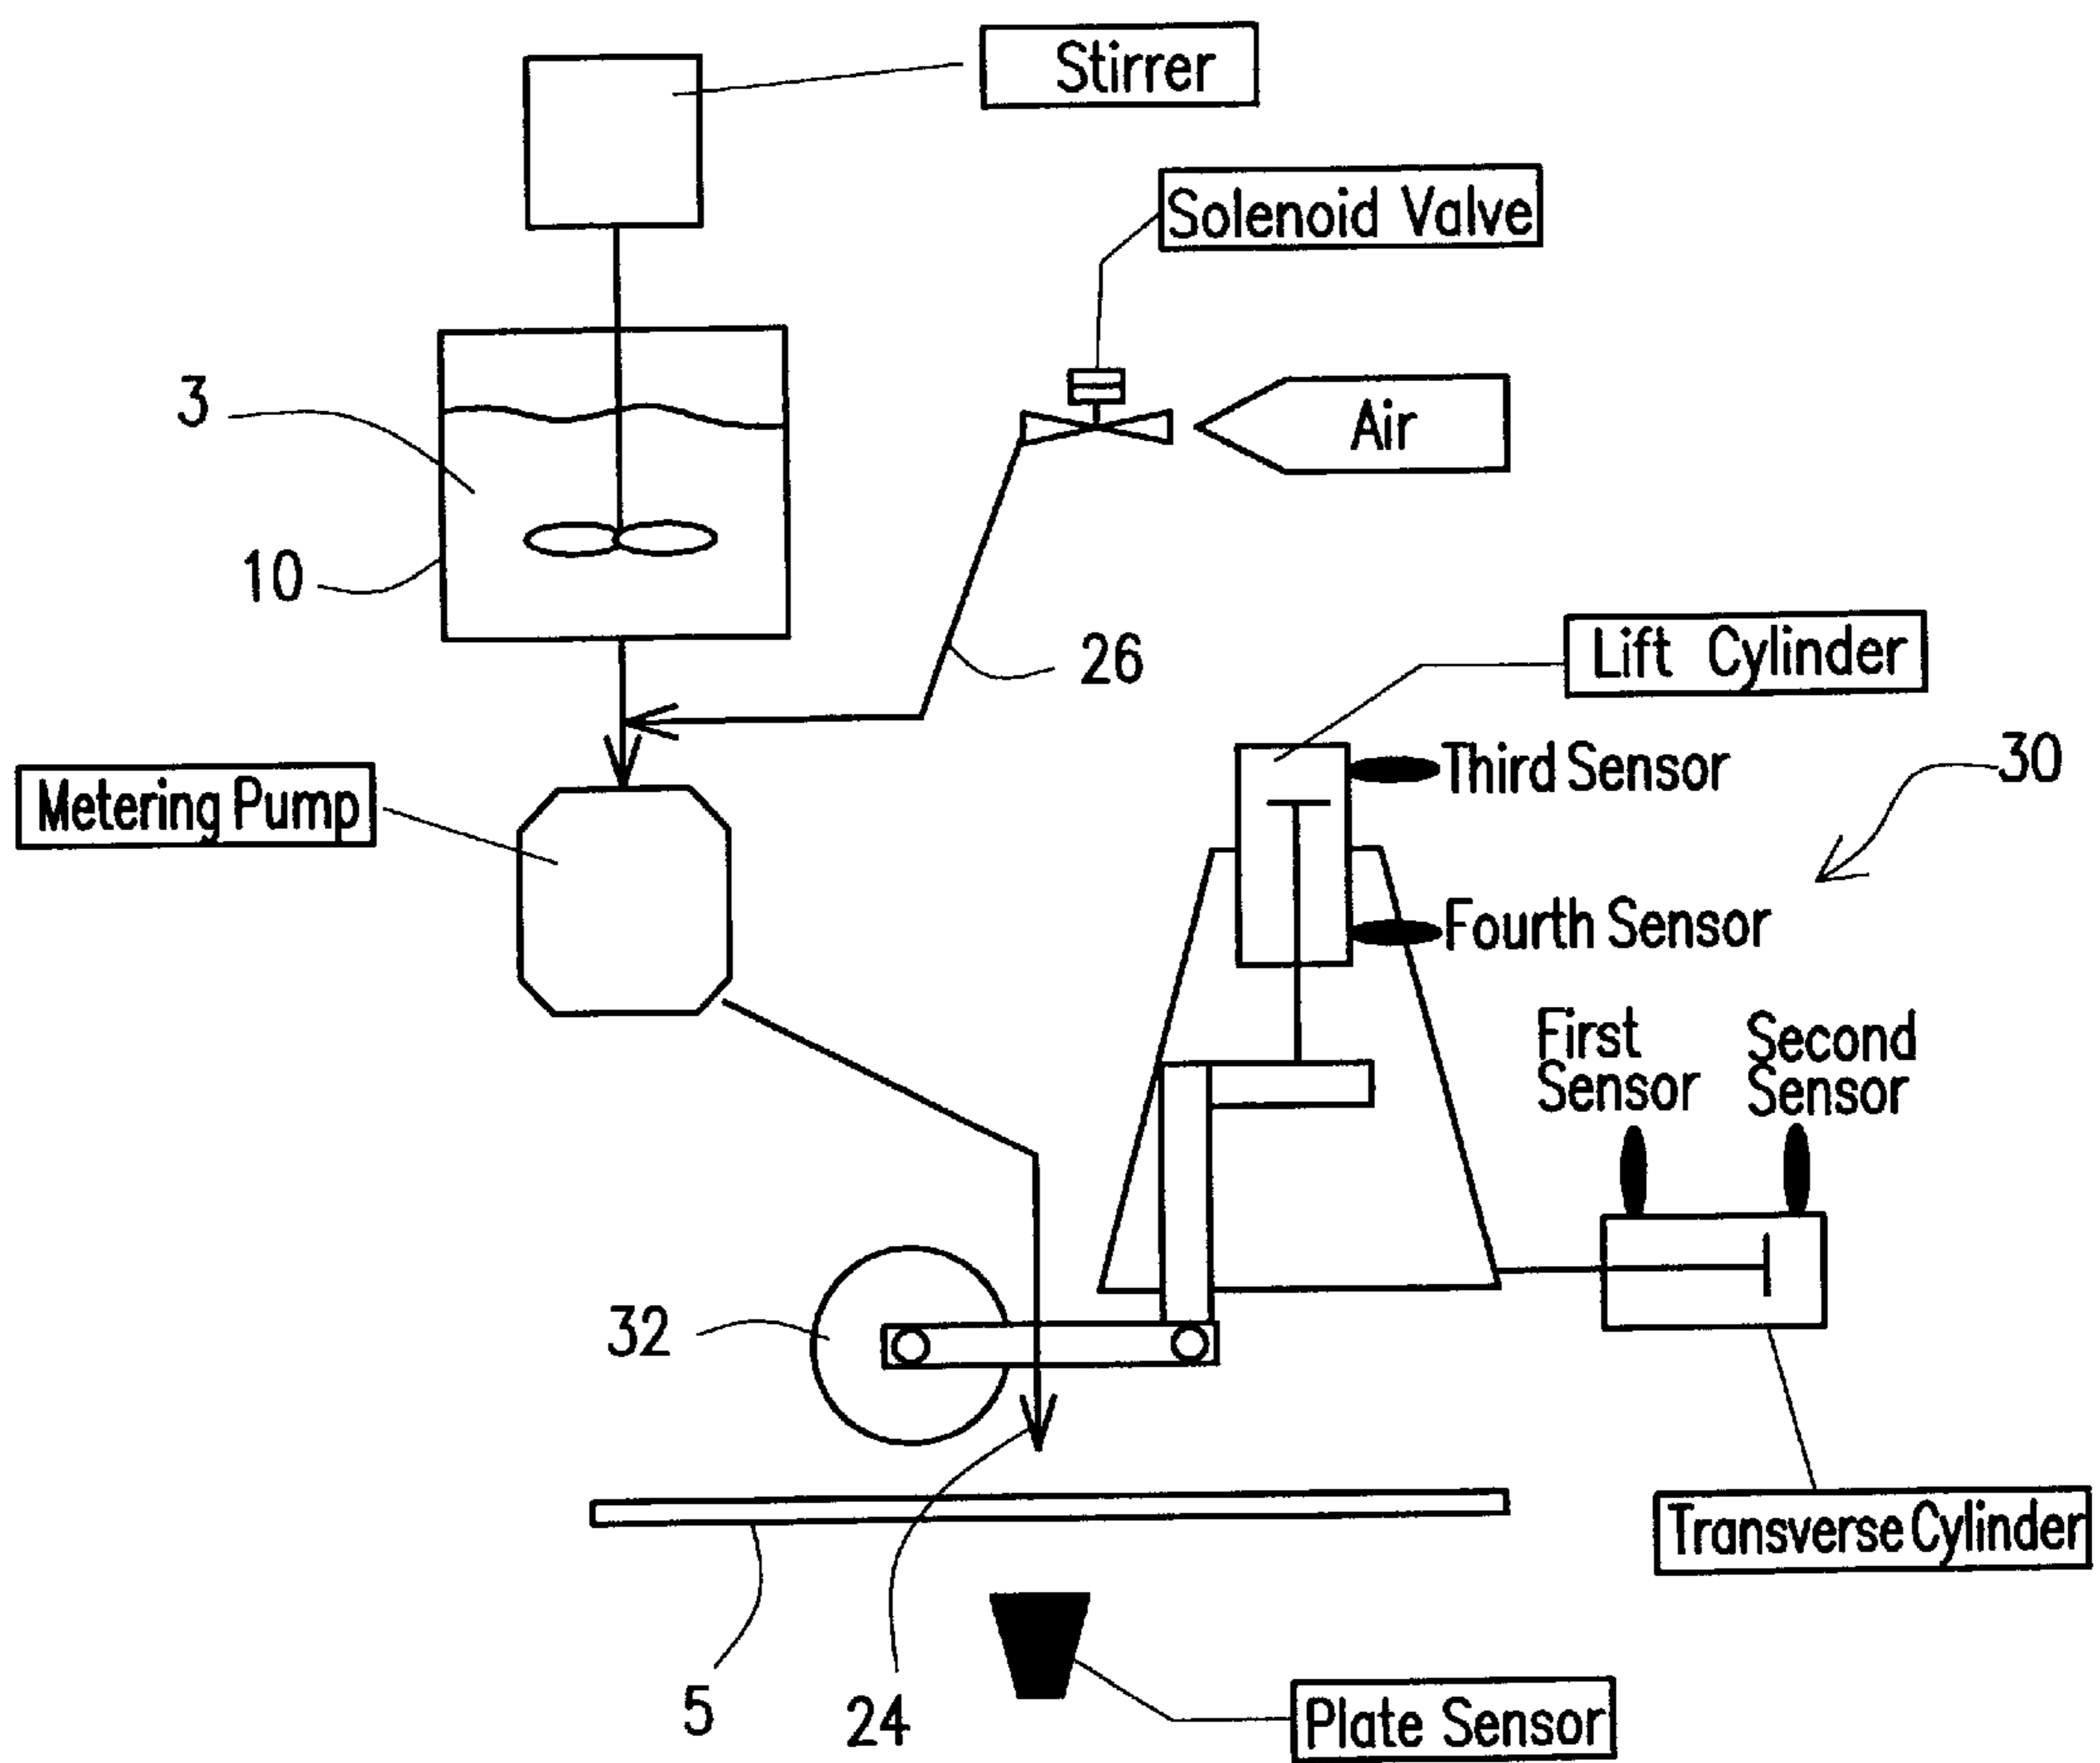 Stirrer
Solenoid Valve
3
Air
10
26
Lift Cylinder
Third Sensor
30
Metering Pump
Fourth Sensor
First
Sensor
Second
Sensor
32
Transverse Cylinder
5
24
Plate Sensor